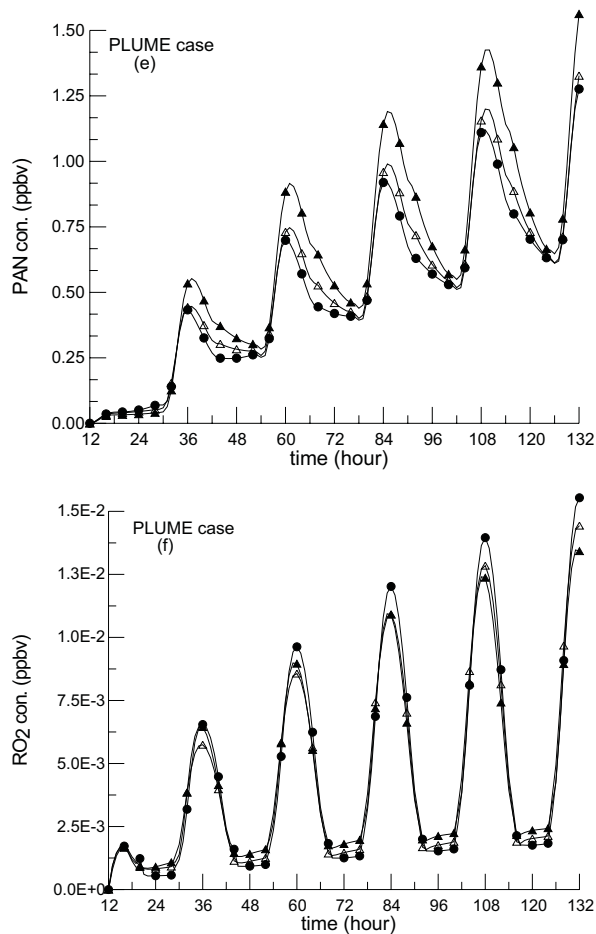 1.50
PLUME case
(e)
1.25
1.00
0.75
0.50
0.25
0.00
PAN con. (ppbv)
12 24 36 48 60 72 84 96 108 120 132
time (hour)
1.5E-2
PLUME case
(f)
1.3E-2
1.0E-2
7.5E-3
5.0E-3
2.5E-3
0.0E+0
RO2 con. (ppbv)
12 24 36 48 60 72 84 96 108 120 132
time (hour)